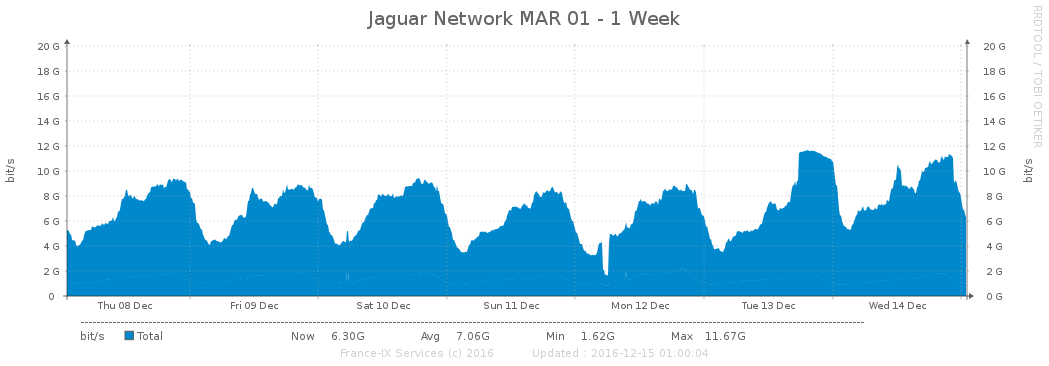 Jaguar Network MAR 01 - 1 Week
RRDTOOL / TOBI OETIKER
20 G 20 G
18 G 18 G
16 G 16 G
14 G 14 G
12 G 12 G
10 G 10 G
8 G 8 G
6 G 6 G
4 G 4 G
2 G 2 G
0 0 G
bit/s
bit/s
Thu 08 Dec Fri 09 Dec Sat 10 Dec Sun 11 Dec Mon 12 Dec Tue 13 Dec Wed 14 Dec
bit/s Total Now 6.30G Avg 7.06G Min 1.62G Max 11.67G
France-IX Services (c) 2016 Updated : 2016-12-15 01:00:04